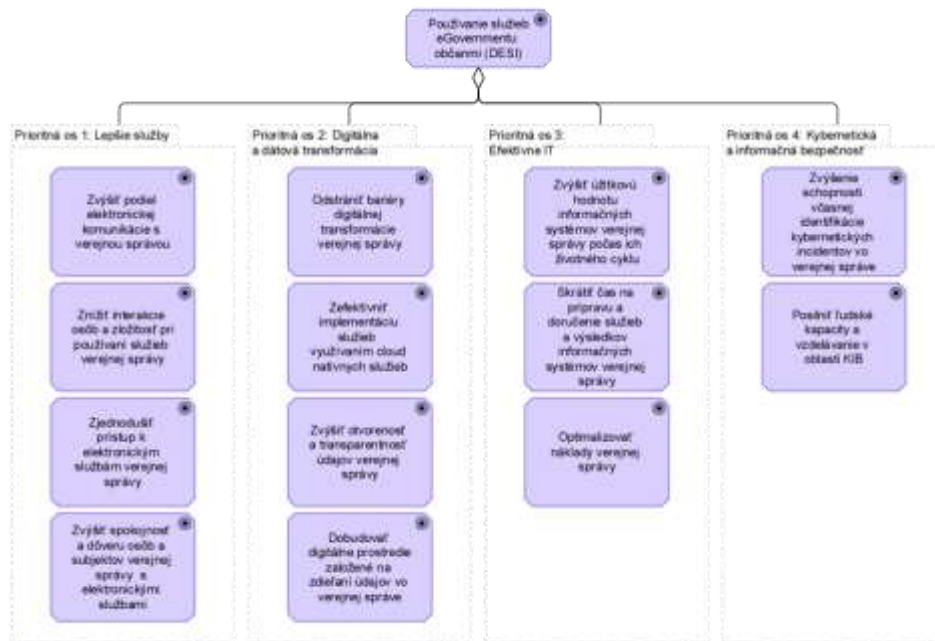 Používanie služieb
eGovernmentu
občanmi (DESI)
Prioritná os 1: Lepšie služby
Zvýšiť podiel
elektronickej
komunikácie s
verejnou správou
Znížiť interakcie
osôb a zložitosť pri
používaní služieb
verejnej správy
Zjednodušiť
prístup k
elektronickým
službám verejnej
správy
Zvýšiť spokojnosť
a dôveru osôb a
subjektov verejnej
správy s
elektronickými
službami
Prioritná os 2: Digitálna
a dátová transformácia
Odstrániť bariéry
digitálnej
transformácie
verejnej správy
Zefektívniť
implementáciu
služieb
využívaním cloud
natívnych služieb
Zvýšiť otvorenosť
a transparentnosť
údajov verejnej
správy
Dobudovať
digitálne prostredie
založené na
zdieľaní údajov vo
verejnej správe
Prioritná os 3:
Efektívne IT
Zvýšiť úžitkovú
hodnotu
informačných
systémov verejnej
správy počas ich
životného cyklu
Skrátiť čas na
prípravu a
doručenie služieb
a výsledkov
informačných
systémov verejnej
správy
Optimalizovať
náklady verejnej
správy
Prioritná os 4: Kybernetická
a informačná bezpečnosť
Zvýšenie
schopnosti
včasnej
identifikácie
kybernetických
incidentov vo
verejnej správe
Posilniť ľudské
kapacity a
vzdelávanie v
oblasti KIB